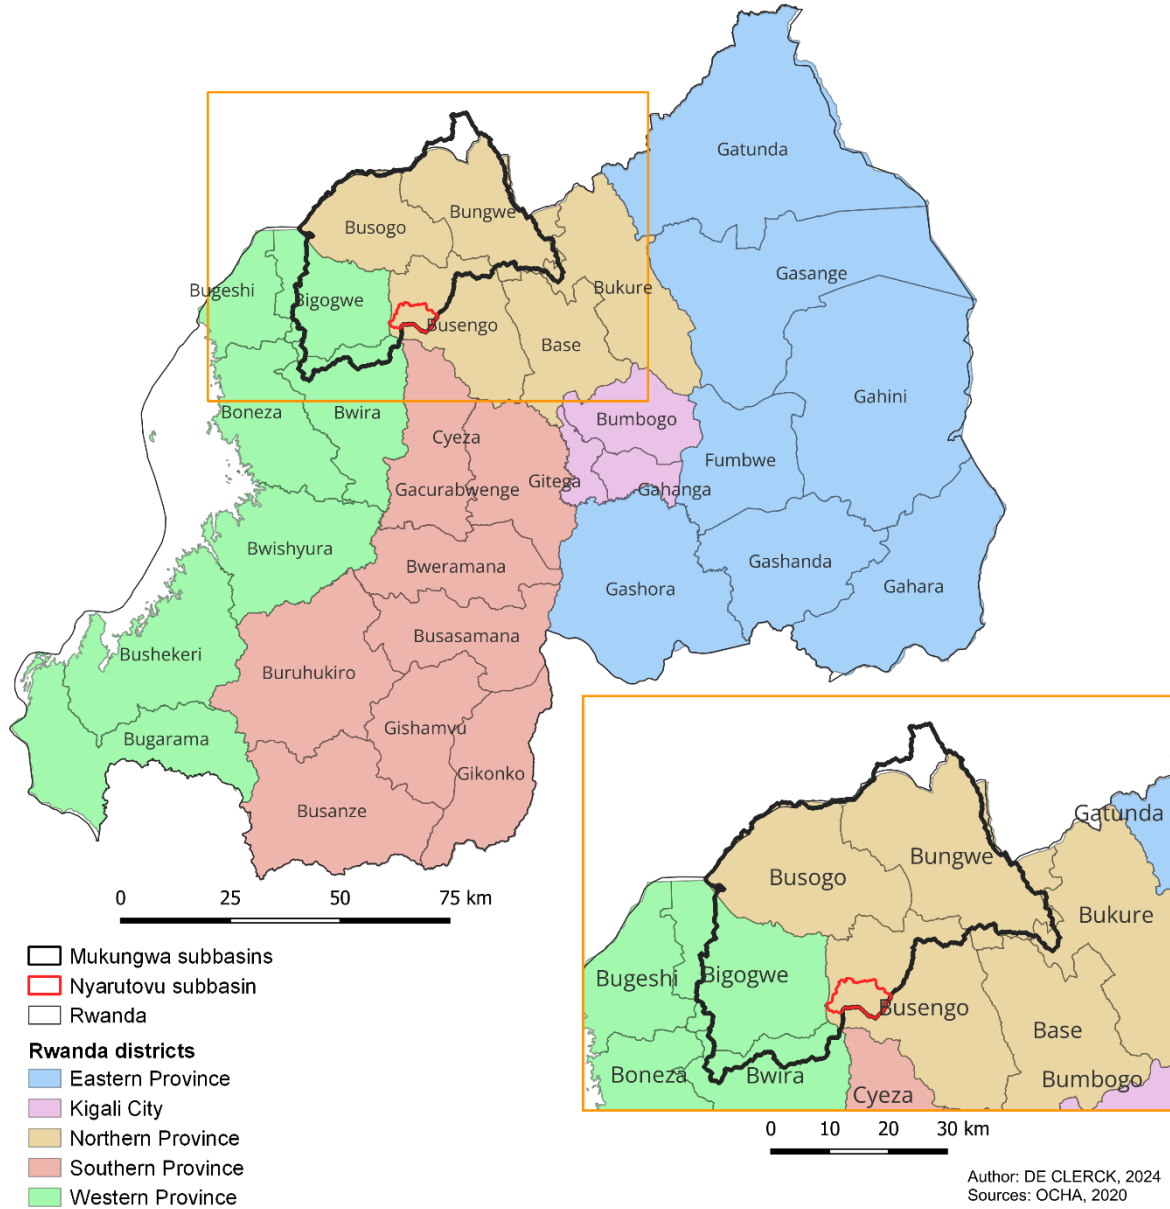 Gatunda
Bungwe
Busogo
Gasange
Bugeshi
Bigogwe
Bukure
Busengo
Base
Gahini
Boneza
Bwira
Bumbogo
Cyeza
Fumbwe
Gacurabwenge
Gitega
Gahanga
Bwishyura
Bweramana
Gashanda
Gashora
Gahara
Busasamana
Bushekeri
Buruhukiro
Gishamvu
Bugarama
Gikonko
Busanze
0 25 50 75 km
Mukungwa subbasins
Nyarutovu subbasin
Rwanda
Rwanda districts
Eastern Province
Kigali City
Northern Province
Southern Province
Western Province
Gatunda
Bungwe
Busogo
Bukure
Bugeshi
Bigogwe
Busengo
Base
Boneza
Bwira
Bumbogo
Cyeza
0 10 20 30 km
Author: DE CLERCK, 2024
Sources: OCHA, 2020